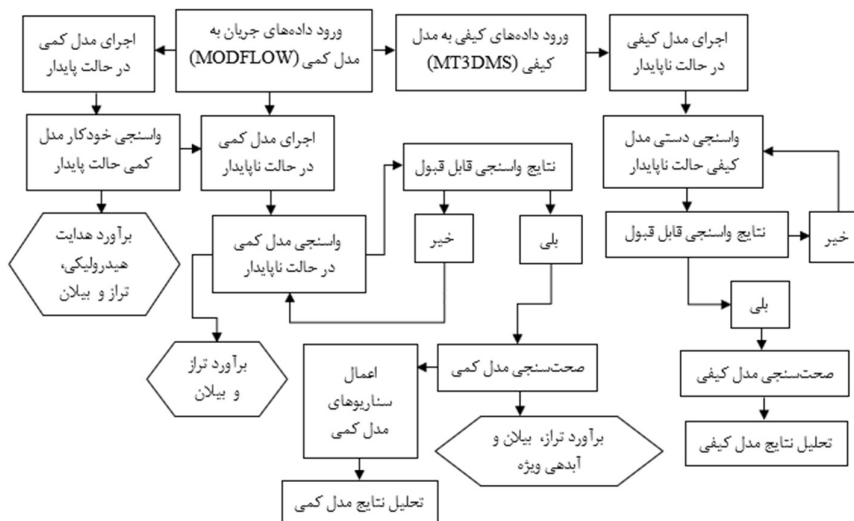 اجرای مدل کمی
در حالت پایدار
ورود داده‌های جریان به
مدل کمی (MODFLOW)
ورود داده‌های کیفی به مدل
کیفی (MT3DMS)
اجرای مدل کیفی
در حالت ناپایدار
واسنجی خودکار مدل
کمی حالت پایدار
اجرای مدل کمی
در حالت ناپایدار
نتایج واسنجی قابل قبول
واسنجی دستی مدل
کیفی حالت ناپایدار
برآورد هدایت
هیدرولیکی،
تراز و بیلان
واسنجی مدل کمی
در حالت ناپایدار
خیر
بلی
نتایج واسنجی قابل قبول
خیر
بلی
برآورد تراز
و بیلان
اعمال
سناریوهای
مدل کمی
صحت‌سنجی مدل کمی
صحت‌سنجی مدل کیفی
برآورد تراز، بیلان و
آبدهی ویژه
تحلیل نتایج مدل کیفی
تحلیل نتایج مدل کمی